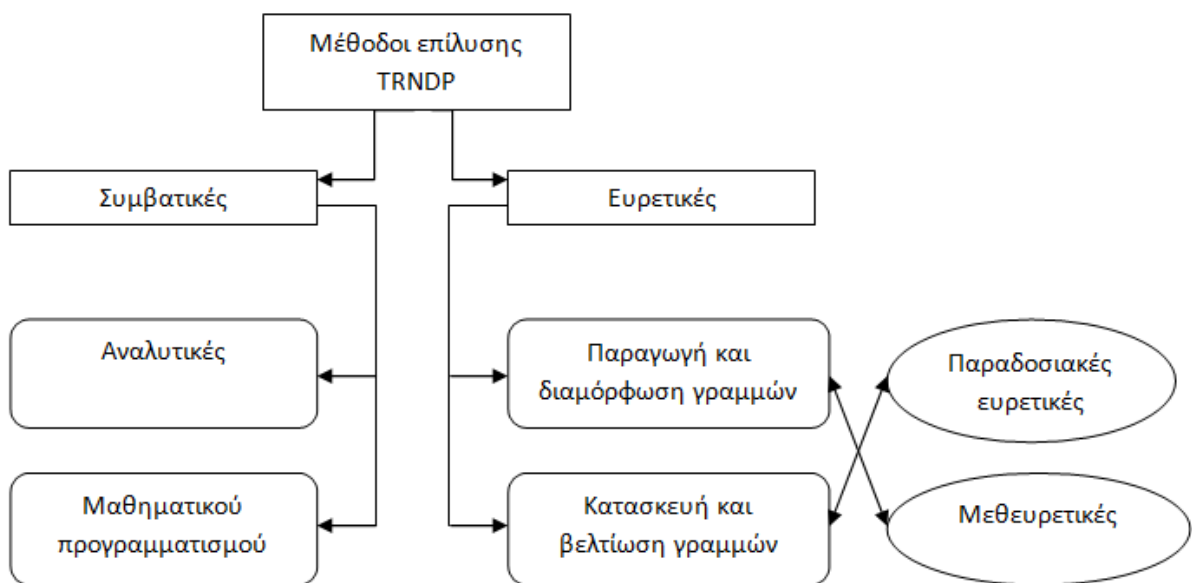 Μέθοδοι επίλυσης
TRNDP
Συμβατικές
Ευρετικές
Αναλυτικές
Παραγωγή και
διαμόρφωση γραμμών
Παραδοσιακές
ευρετικές
Μαθηματικού
προγραμματισμού
Κατασκευή και
βελτίωση γραμμών
Μεθευρετικές